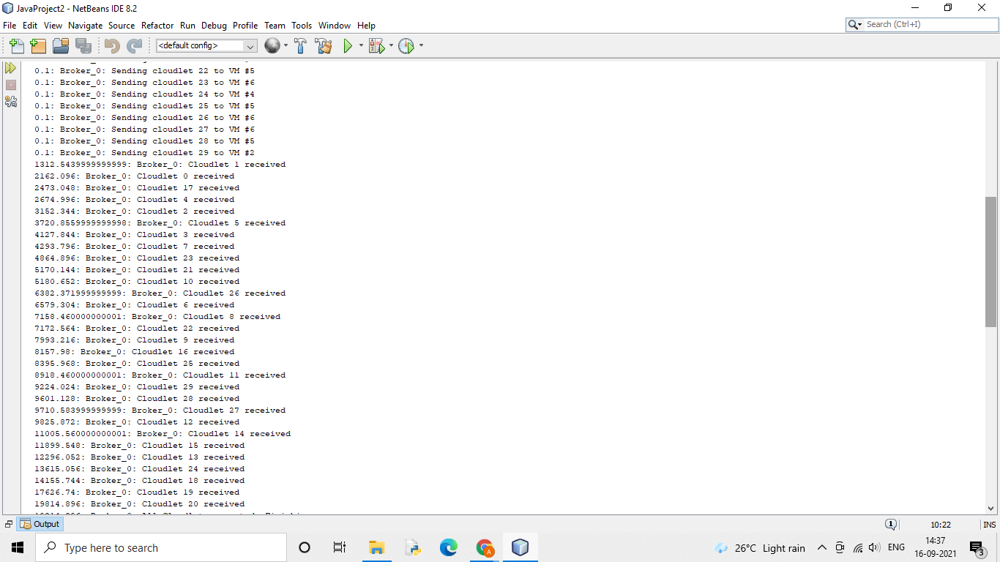 JavaProject2 - NetBeans IDE 8.2
File Edit View Navigate Source Refactor Run Debug Profile Team Tools Window Help
Search (Ctrl+I)
<default config>
0.1: Broker_0: Sending cloudlet 22 to VM #5
0.1: Broker_0: Sending cloudlet 23 to VM #6
0.1: Broker_0: Sending cloudlet 24 to VM #4
0.1: Broker_0: Sending cloudlet 25 to VM #5
0.1: Broker_0: Sending cloudlet 26 to VM #6
0.1: Broker_0: Sending cloudlet 27 to VM #6
0.1: Broker_0: Sending cloudlet 28 to VM #5
0.1: Broker_0: Sending cloudlet 29 to VM #2
1312.5439999999999: Broker_0: Cloudlet 1 received
2162.096: Broker_0: Cloudlet 0 received
2473.048: Broker_0: Cloudlet 17 received
2674.996: Broker_0: Cloudlet 4 received
3152.344: Broker_0: Cloudlet 2 received
3720.8559999999998: Broker_0: Cloudlet 5 received
4127.844: Broker_0: Cloudlet 3 received
4293.796: Broker_0: Cloudlet 7 received
4864.896: Broker_0: Cloudlet 23 received
5170.144: Broker_0: Cloudlet 21 received
5180.652: Broker_0: Cloudlet 10 received
6382.371999999999: Broker_0: Cloudlet 26 received
6579.304: Broker_0: Cloudlet 6 received
7158.460000000001: Broker_0: Cloudlet 8 received
7172.564: Broker_0: Cloudlet 22 received
7993.216: Broker_0: Cloudlet 9 received
8157.98: Broker_0: Cloudlet 16 received
8395.968: Broker_0: Cloudlet 25 received
8918.460000000001: Broker_0: Cloudlet 11 received
9224.024: Broker_0: Cloudlet 29 received
9601.128: Broker_0: Cloudlet 28 received
9710.583999999999: Broker_0: Cloudlet 27 received
9825.872: Broker_0: Cloudlet 12 received
11005.560000000001: Broker_0: Cloudlet 14 received
11899.548: Broker_0: Cloudlet 15 received
12296.052: Broker_0: Cloudlet 13 received
13615.056: Broker_0: Cloudlet 24 received
14155.744: Broker_0: Cloudlet 18 received
17626.74: Broker_0: Cloudlet 19 received
19814.896: Broker_0: Cloudlet 20 received
Output
1
10:22
INS
Type here to search
26°C Light rain
ENG
14:37
16-09-2021
3